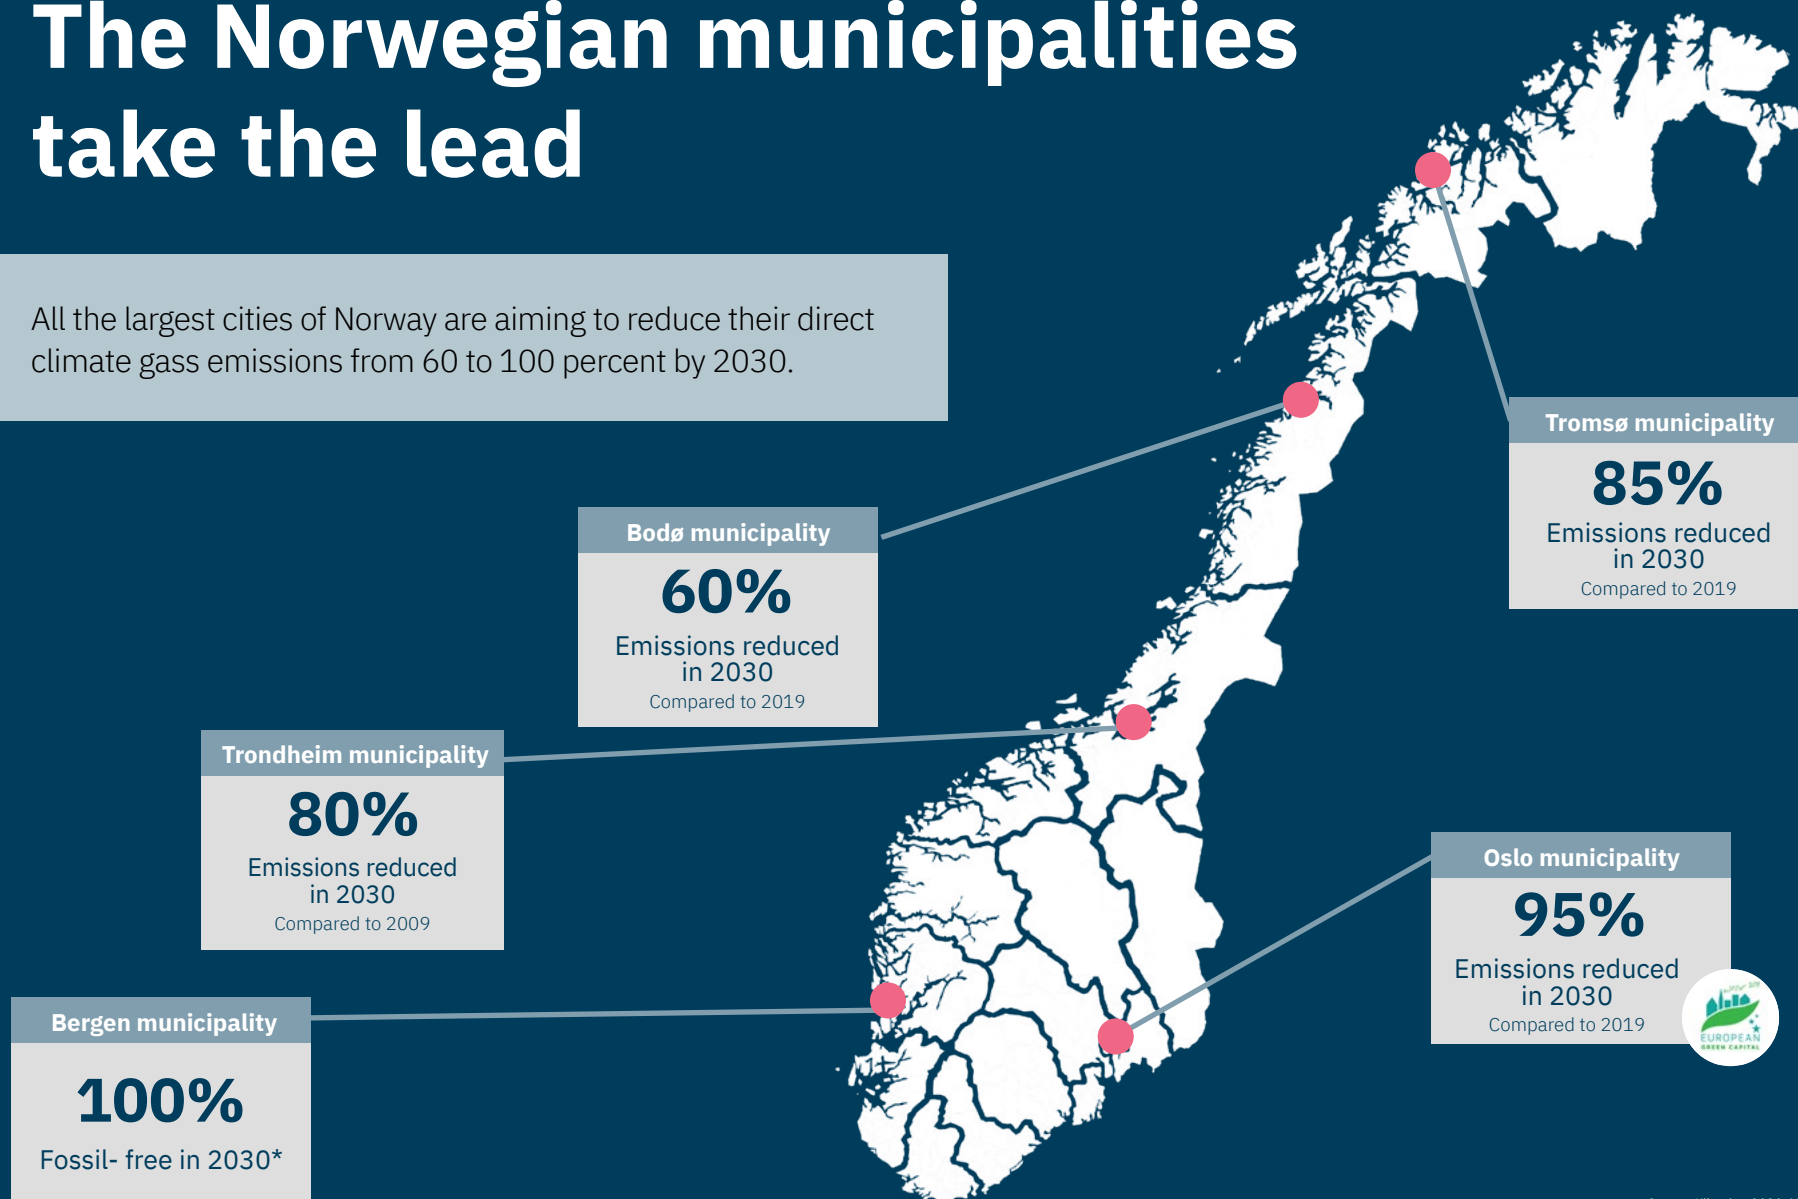 The Norwegian municipalities
take the lead
All the largest cities of Norway are aiming to reduce their direct
climate gass emissions from 60 to 100 percent by 2030.
Tromsø municipality
85%
Emissions reduced
in 2030
Compared to 2019
Bodø municipality
60%
Emissions reduced
in 2030
Compared to 2019
Trondheim municipality
80%
Emissions reduced
in 2030
Compared to 2009
Oslo municipality
95%
Emissions reduced
in 2030
Compared to 2019
EUROPEAN
GREEN CAPITAL
Bergen municipality
100%
Fossil- free in 2030*